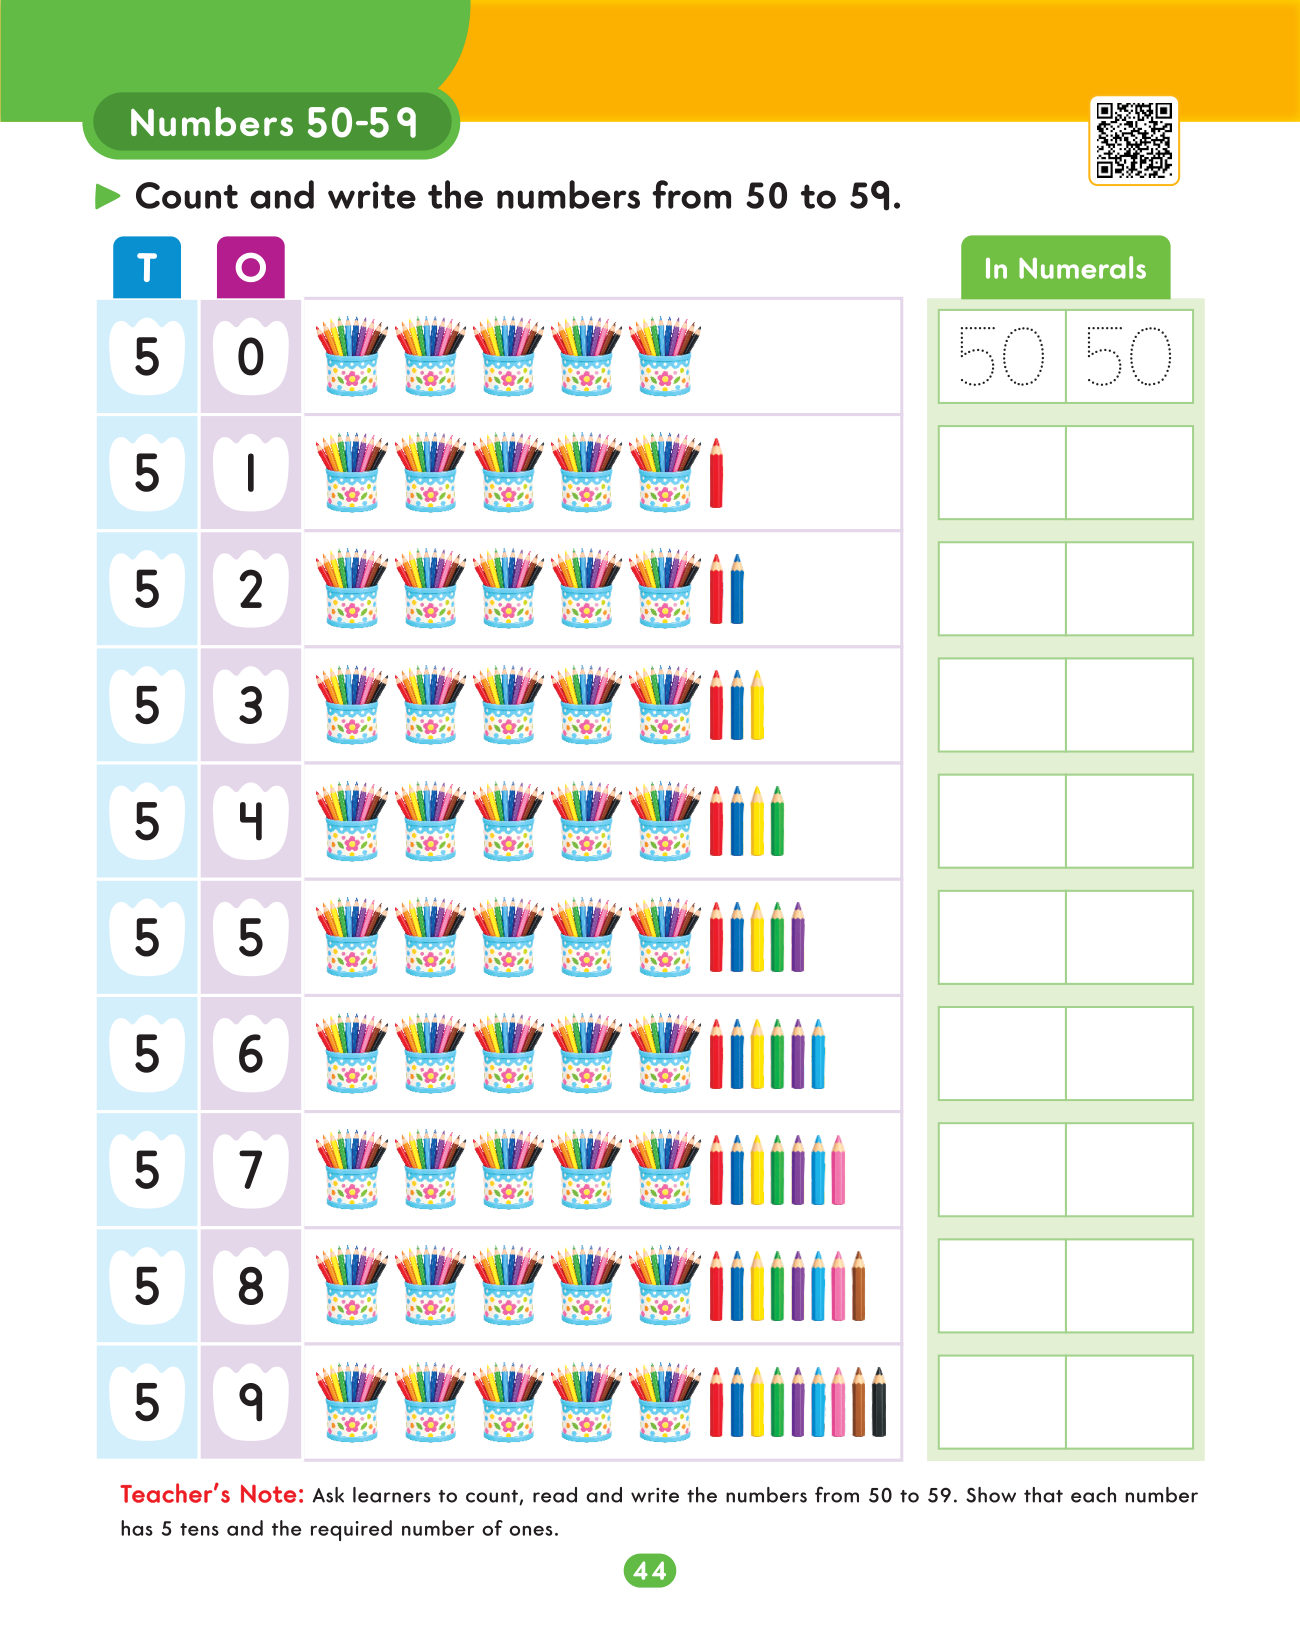 Numbers 50-59
Count and write the numbers from 50 to 59.
T O In Numerals
5 0 50 50
5 1
5 2
5 3
5 4
5 5
5 6
5 7
5 8
5 9
Teacher's Note: Ask learners to count, read and write the numbers from 50 to 59. Show that each number
has 5 tens and the required number of ones.
44